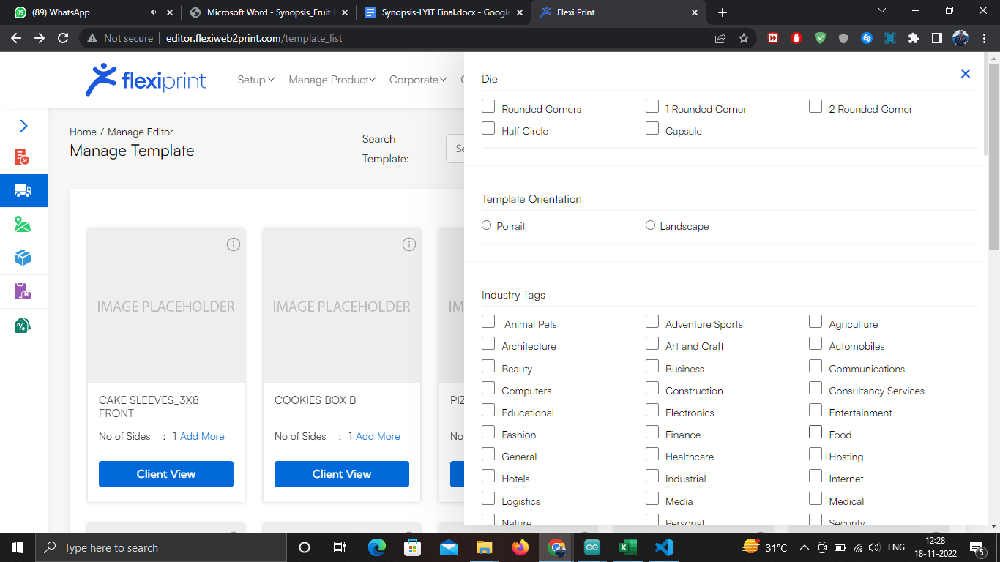 (89) WhatsApp
Microsoft Word - Synopsis_Fruit
Synopsis-LYIT Final.docx - Google
Flexi Print
Not secure
editor.flexiweb2print.com/template_list
flexiprint
Setup
Manage Product
Corporate
Home / Manage Editor
Manage Template
Search
Template:
Se
IMAGE PLACEHOLDER
CAKE SLEEVES_3X8
FRONT
No of Sides : 1 Add More
Client View
IMAGE PLACEHOLDER
COOKIES BOX B
No of Sides : 1 Add More
Client View
IM
PIZ
No
Die
Rounded Corners 1 Rounded Corner 2 Rounded Corner
Half Circle Capsule
Template Orientation
Potrait Landscape
Industry Tags
Animal Pets Adventure Sports Agriculture
Architecture Art and Craft Automobiles
Beauty Business Communications
Computers Construction Consultancy Services
Educational Electronics Entertainment
Fashion Finance Food
General Healthcare Hosting
Hotels Industrial Internet
Logistics Media Medical
Nature Personal Security
Type here to search
31°C
ENG
12:28
18-11-2022
5